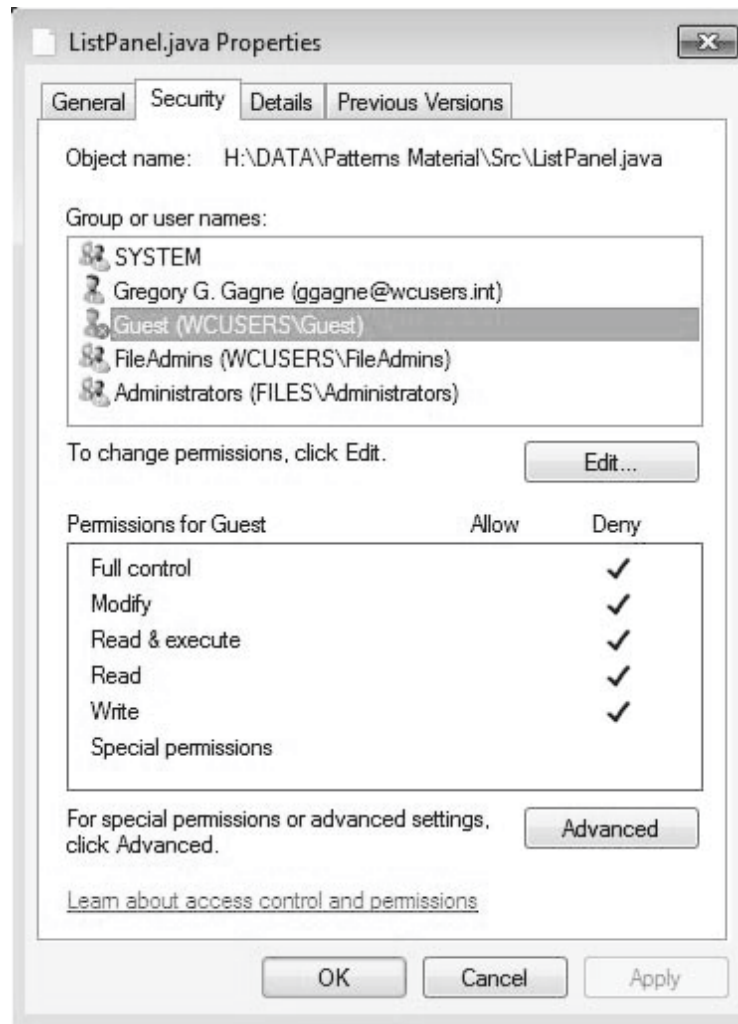 ListPanel.java Properties
General Security Details Previous Versions
Object name: H:\DATA\Patterns Material\Src\ListPanel.java
Group or user names:
SYSTEM
Gregory G. Gagne (ggagne@wcusers.int)
Guest (WCUSERS\Guest)
FileAdmins (WCUSERS\FileAdmins)
Administrators (FILES\Administrators)
To change permissions, click Edit. Edit...
Permissions for Guest Allow Deny
Full control
Modify
Read & execute
Read
Write
Special permissions
For special permissions or advanced settings,
click Advanced. Advanced
Learn about access control and permissions
OK Cancel Apply